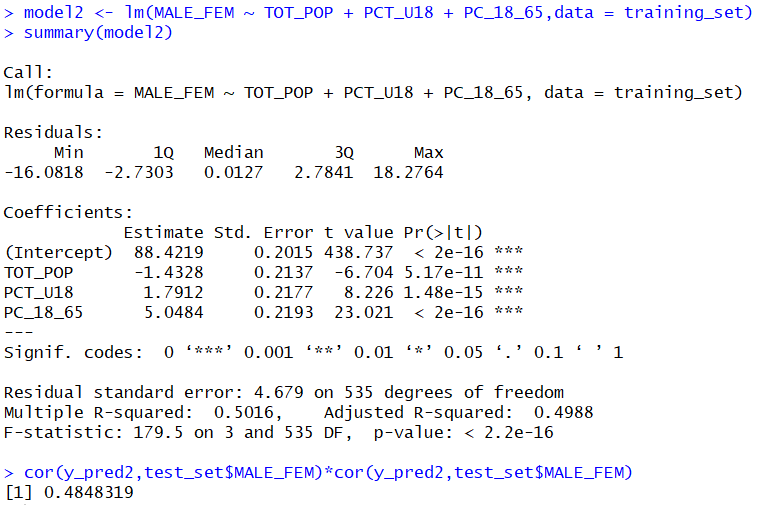 > model2 <- lm(MALE_FEM ~ TOT_POP + PCT_U18 + PC_18_65,data = training_set)
> summary(model2)
Call:
lm(formula = MALE_FEM ~ TOT_POP + PCT_U18 + PC_18_65, data = training_set)
Residuals:
     Min       1Q   Median       3Q      Max
-16.0818  -2.7303   0.0127   2.7841  18.2764
Coefficients:
            Estimate Std. Error t value Pr(>|t|)
(Intercept)  88.4219     0.2015 438.737  < 2e-16 ***
TOT_POP      -1.4328     0.2137  -6.704 5.17e-11 ***
PCT_U18       1.7912     0.2177   8.226 1.48e-15 ***
PC_18_65      5.0484     0.2193  23.021  < 2e-16 ***
---
Signif. codes:  0 ‘***’ 0.001 ‘**’ 0.01 ‘*’ 0.05 ‘.’ 0.1 ‘ ’ 1
Residual standard error: 4.679 on 535 degrees of freedom
Multiple R-squared:  0.5016,    Adjusted R-squared:  0.4988
F-statistic: 179.5 on 3 and 535 DF,  p-value: < 2.2e-16
> cor(y_pred2,test_set$MALE_FEM)*cor(y_pred2,test_set$MALE_FEM)
[1] 0.4848319